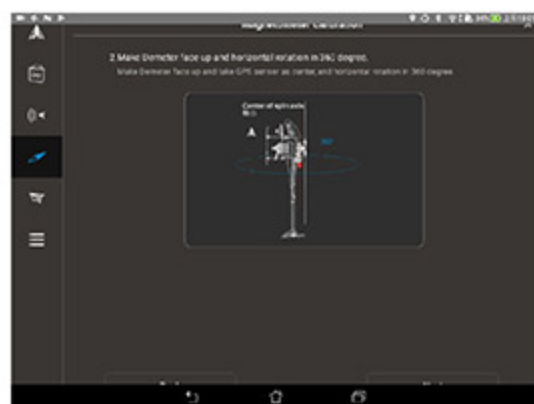 Magnetometer Calibration
2.Make Demeter face up and horizontal rotation in 360 degree.
Make Demeter face up and take GPS server as center, and horizontal rotation in 360 degree
Center of spin axis
360°